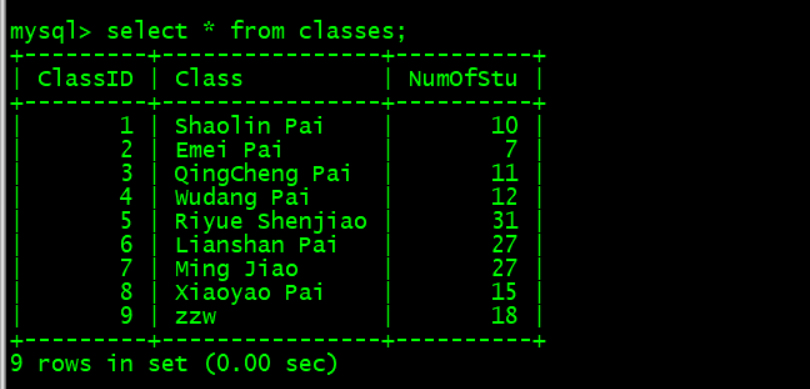 mysql> select * from classes;
+---------+----------------+----------+
| ClassID | Class          | NumOfStu |
+---------+----------------+----------+
|       1 | Shaolin Pai    |       10 |
|       2 | Emei Pai       |        7 |
|       3 | QingCheng Pai  |       11 |
|       4 | Wudang Pai     |       12 |
|       5 | Riyue Shenjiao |       31 |
|       6 | Lianshan Pai   |       27 |
|       7 | Ming Jiao      |       27 |
|       8 | Xiaoyao Pai    |       15 |
|       9 | zzw            |       18 |
+---------+----------------+----------+
9 rows in set (0.00 sec)